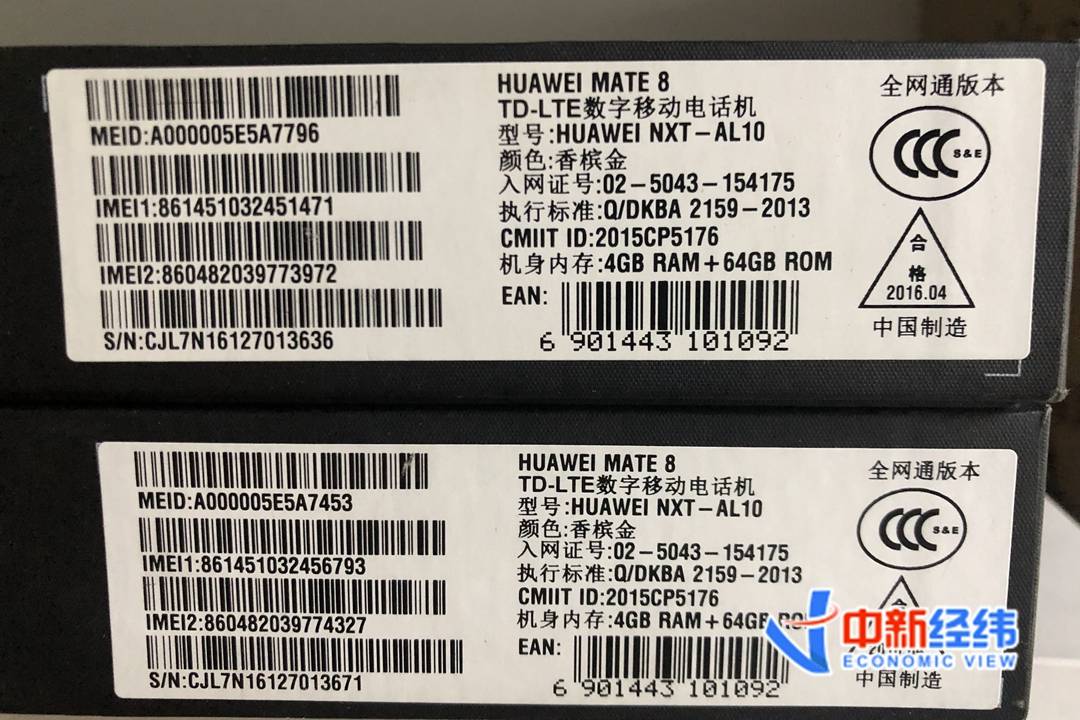 MEID:A000005E5A7796
IMEI1:861451032451471
IMEI2:860482039773972
S/N:CJL7N16127013636
HUAWEI MATE 8
TD-LTE数字移动电话机
型号:HUAWEI NXT-AL10
颜色:香槟金
入网证号:02-5043-154175
执行标准:Q/DKBA 2159-2013
CMIIT ID:2015CP5176
机身内存:4GB RAM+64GB ROM
EAN:
6 901443 101092
全网通版本
CCC S&E
合
格
2016.04
中国制造
MEID:A000005E5A7453
IMEI1:861451032456793
IMEI2:860482039774327
S/N:CJL7N16127013671
HUAWEI MATE 8
TD-LTE数字移动电话机
型号:HUAWEI NXT-AL10
颜色:香槟金
入网证号:02-5043-154175
执行标准:Q/DKBA 2159-2013
CMIIT ID:2015CP5176
机身内存:4GB RAM+64GB
EAN:
6 901443 101092
全网通版本
CCC S&E
中国制造
中新经纬
ECONOMIC VIEW